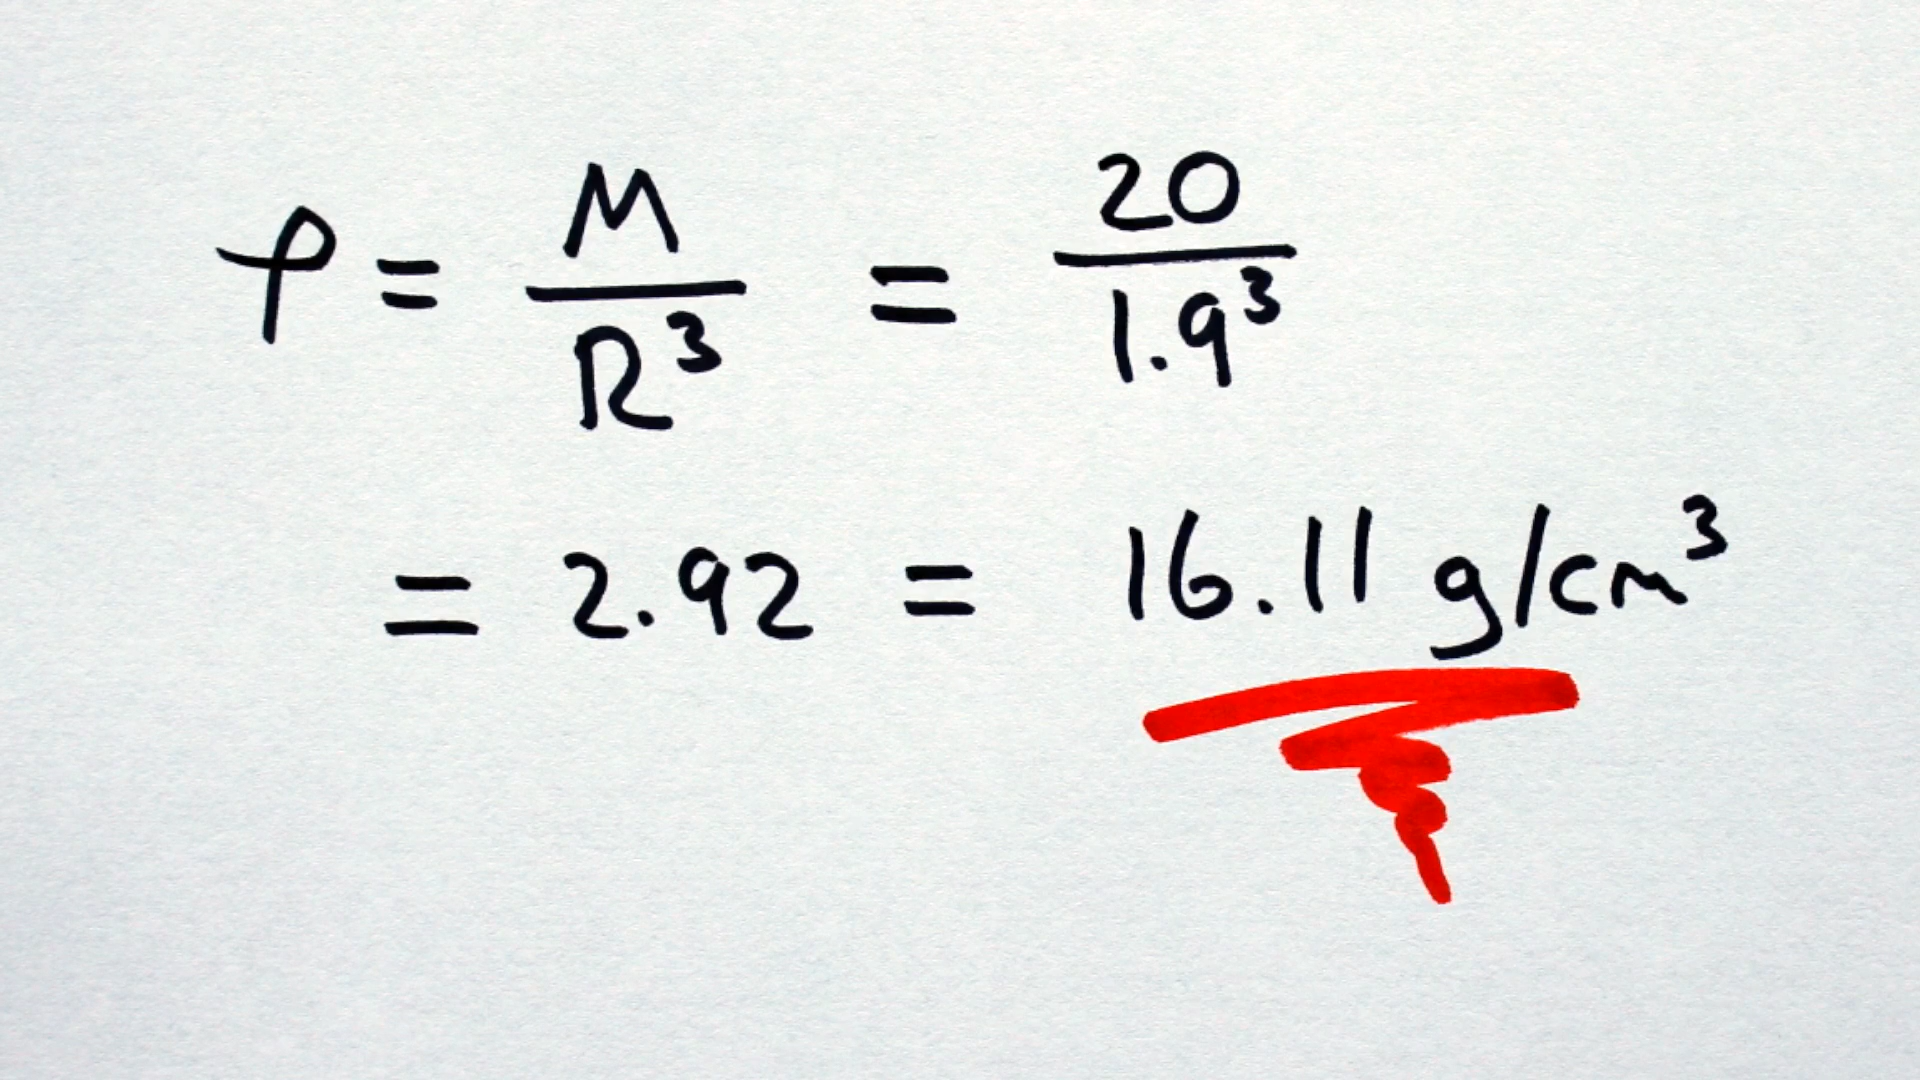 ρ = M/R³ = 20/1.9³
= 2.92 = 16.11 g/cm³